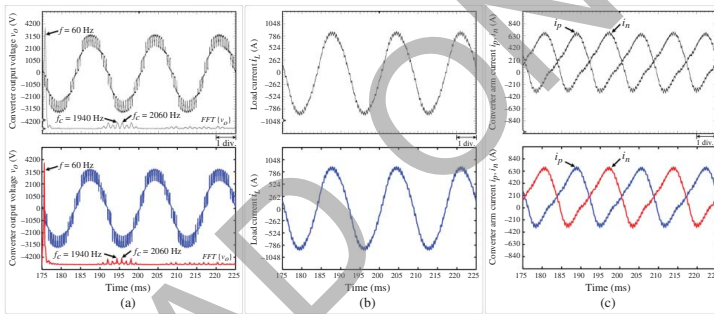 Converter output voltage vₒ (V)
4200
3150
2100
1050
0
-1050
-2100
-3150
-4200
f = 60 Hz
f_c = 1940 Hz
f_c = 2060 Hz
FFT{vₒ}
1 div.
Converter output voltage vₒ (V)
4200
3150
2100
1050
0
-1050
-2100
-3150
-4200
f = 60 Hz
f_c = 1940 Hz
f_c = 2060 Hz
FFT{vₒ}
175 180 185 190 195 200 205 210 215 220 225
Time (ms)
(a)
Load current i_L (A)
1048
786
524
262
0
-262
-524
-786
-1048
1 div.
Load current i_L (A)
1048
786
524
262
0
-262
-524
-786
-1048
175 180 185 190 195 200 205 210 215 220 225
Time (ms)
(b)
Converter arm current i_p, i_n (A)
840
630
420
210
0
-210
-420
-630
-840
i_p
i_n
1 div.
Converter arm current i_p, i_n (A)
840
630
420
210
0
-210
-420
-630
-840
i_p
i_n
175 180 185 190 195 200 205 210 215 220 225
Time (ms)
(c)